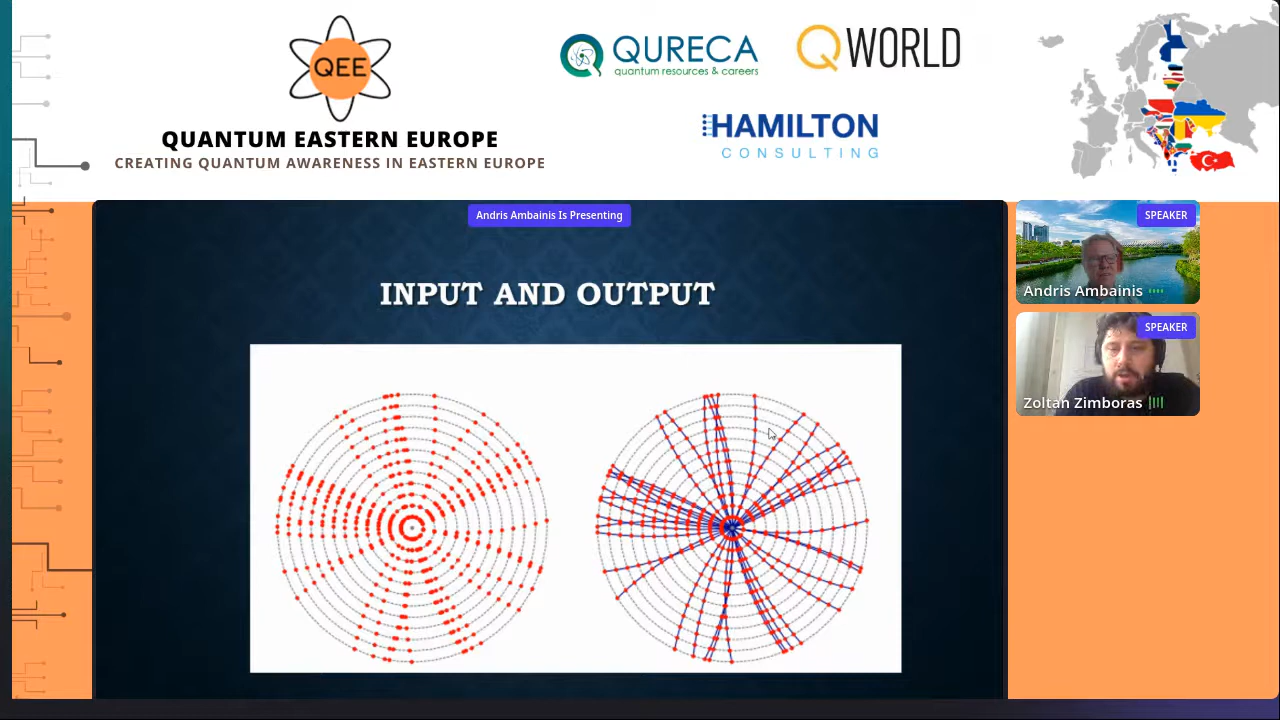 QEE
QUANTUM EASTERN EUROPE
CREATING QUANTUM AWARENESS IN EASTERN EUROPE
QURECA
quantum resources & careers
QWORLD
HAMILTON
CONSULTING
Andris Ambainis Is Presenting
INPUT AND OUTPUT
SPEAKER
Andris Ambainis
SPEAKER
Zoltan Zimboras